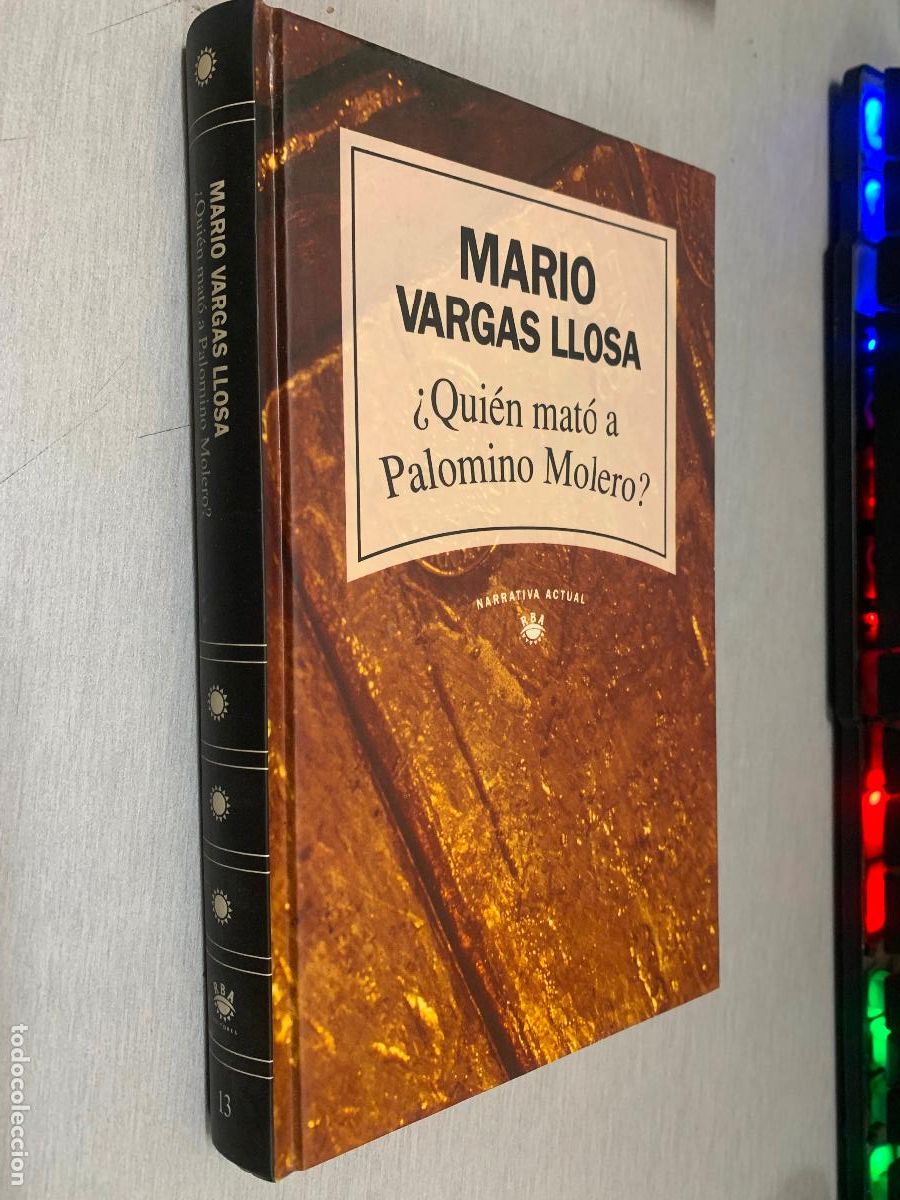 MARIO VARGAS LLOSA
¿Quién mató a Palomino Molero?
RBA
EDITORES
13
MARIO
VARGAS LLOSA
¿Quién mató a
Palomino Molero?
NARRATIVA ACTUAL
RBA
todocoleccion